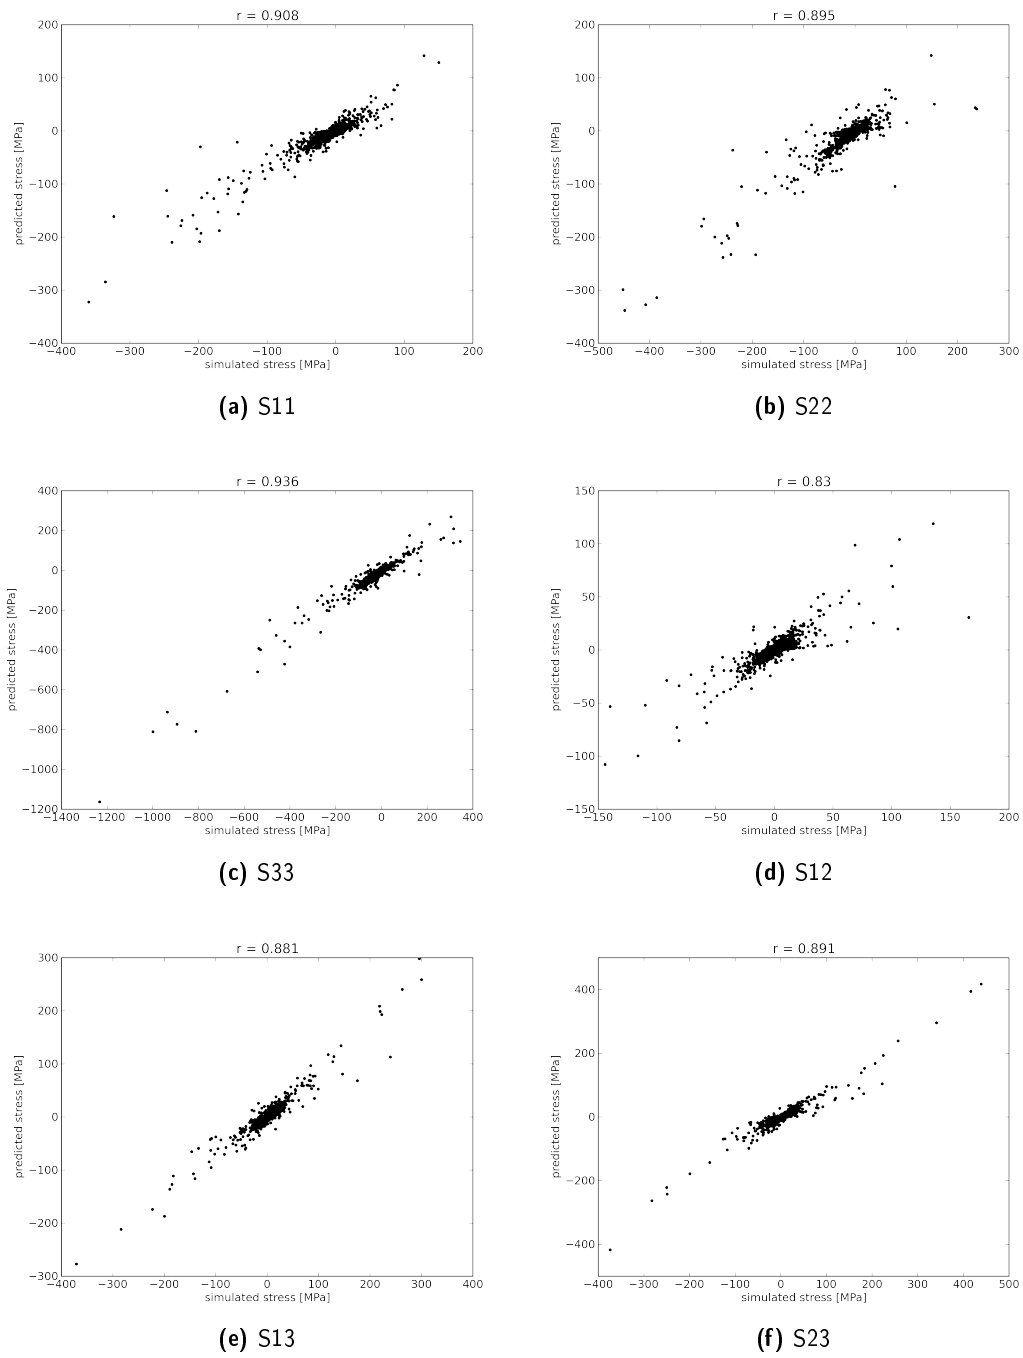 r = 0.908
200
100
0
−100
−200
−300
−400
predicted stress [MPa]
−400 −300 −200 −100 0 100 200
simulated stress [MPa]
(a) S11
r = 0.895
200
100
0
−100
−200
−300
−400
predicted stress [MPa]
−500 −400 −300 −200 −100 0 100 200 300
simulated stress [MPa]
(b) S22
r = 0.936
400
200
0
−200
−400
−600
−800
−1000
−1200
predicted stress [MPa]
−1400 −1200 −1000 −800 −600 −400 −200 0 200 400
simulated stress [MPa]
(c) S33
r = 0.83
150
100
50
0
−50
−100
−150
predicted stress [MPa]
−150 −100 −50 0 50 100 150 200
simulated stress [MPa]
(d) S12
r = 0.881
300
200
100
0
−100
−200
−300
predicted stress [MPa]
−400 −300 −200 −100 0 100 200 300 400
simulated stress [MPa]
(e) S13
r = 0.891
400
200
0
−200
−400
predicted stress [MPa]
−400 −300 −200 −100 0 100 200 300 400 500
simulated stress [MPa]
(f) S23